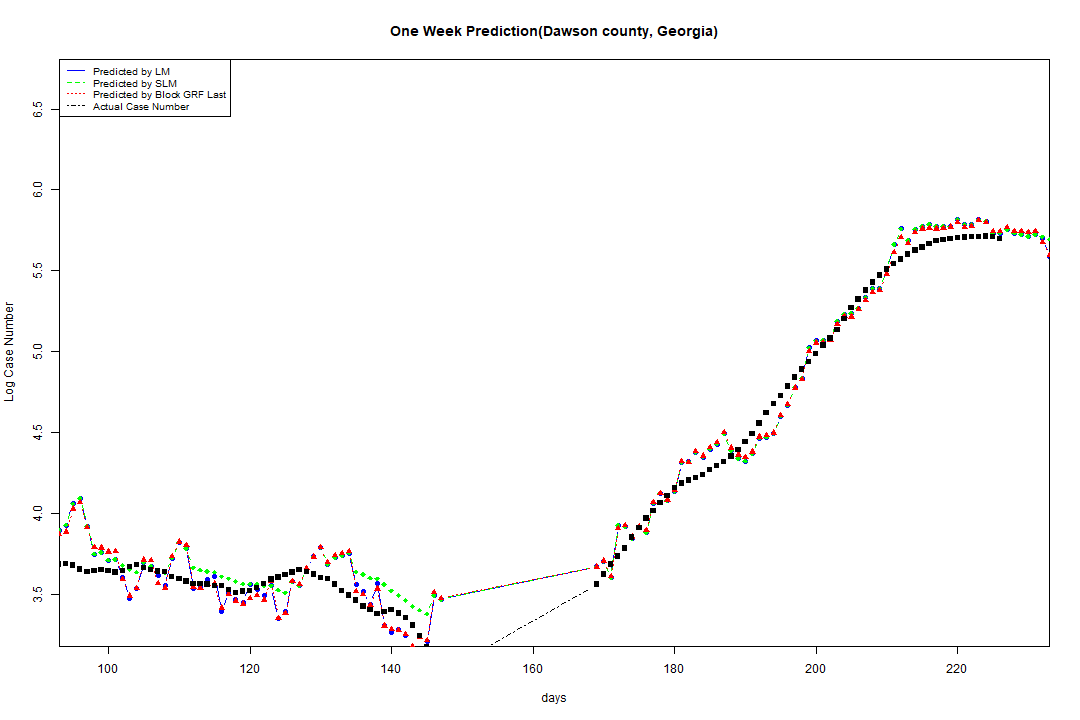 One Week Prediction(Dawson county, Georgia)
Predicted by LM
Predicted by SLM
Predicted by Block GRF Last
Actual Case Number
6.5
6.0
5.5
5.0
4.5
4.0
3.5
Log Case Number
100 120 140 160 180 200 220
days